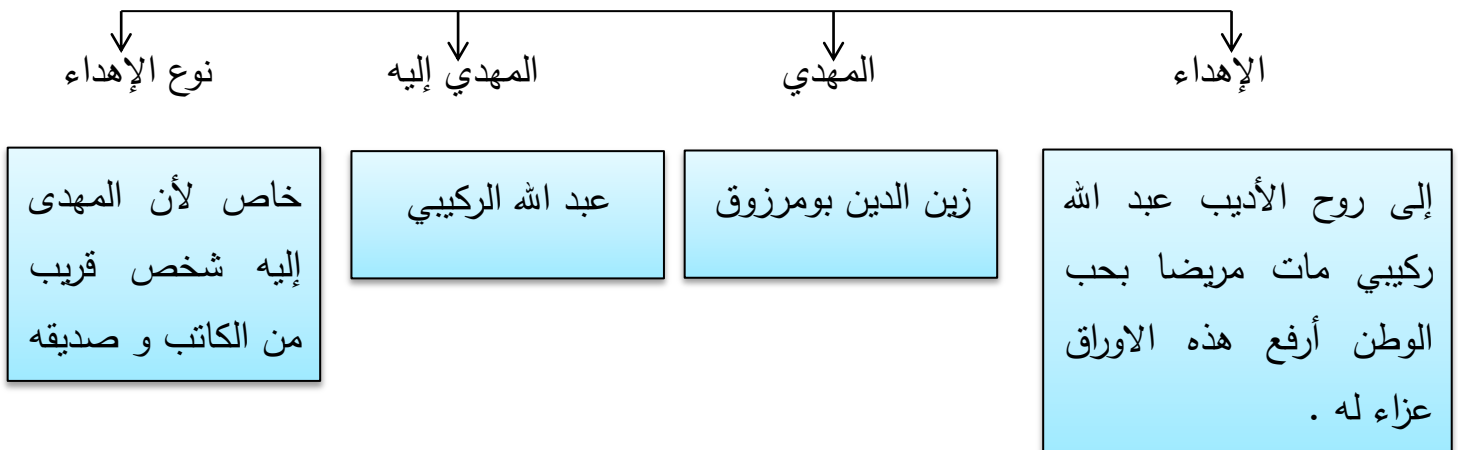 الإهداء
المهدي
المهدي إليه
نوع الإهداء
إلى روح الأديب عبد الله
ركيبي مات مريضا بحب
الوطن أرفع هذه الاوراق
عزاء له .
زين الدين بومرزوق
عبد الله الركيبي
خاص لأن المهدى
إليه شخص قريب
من الكاتب و صديقه